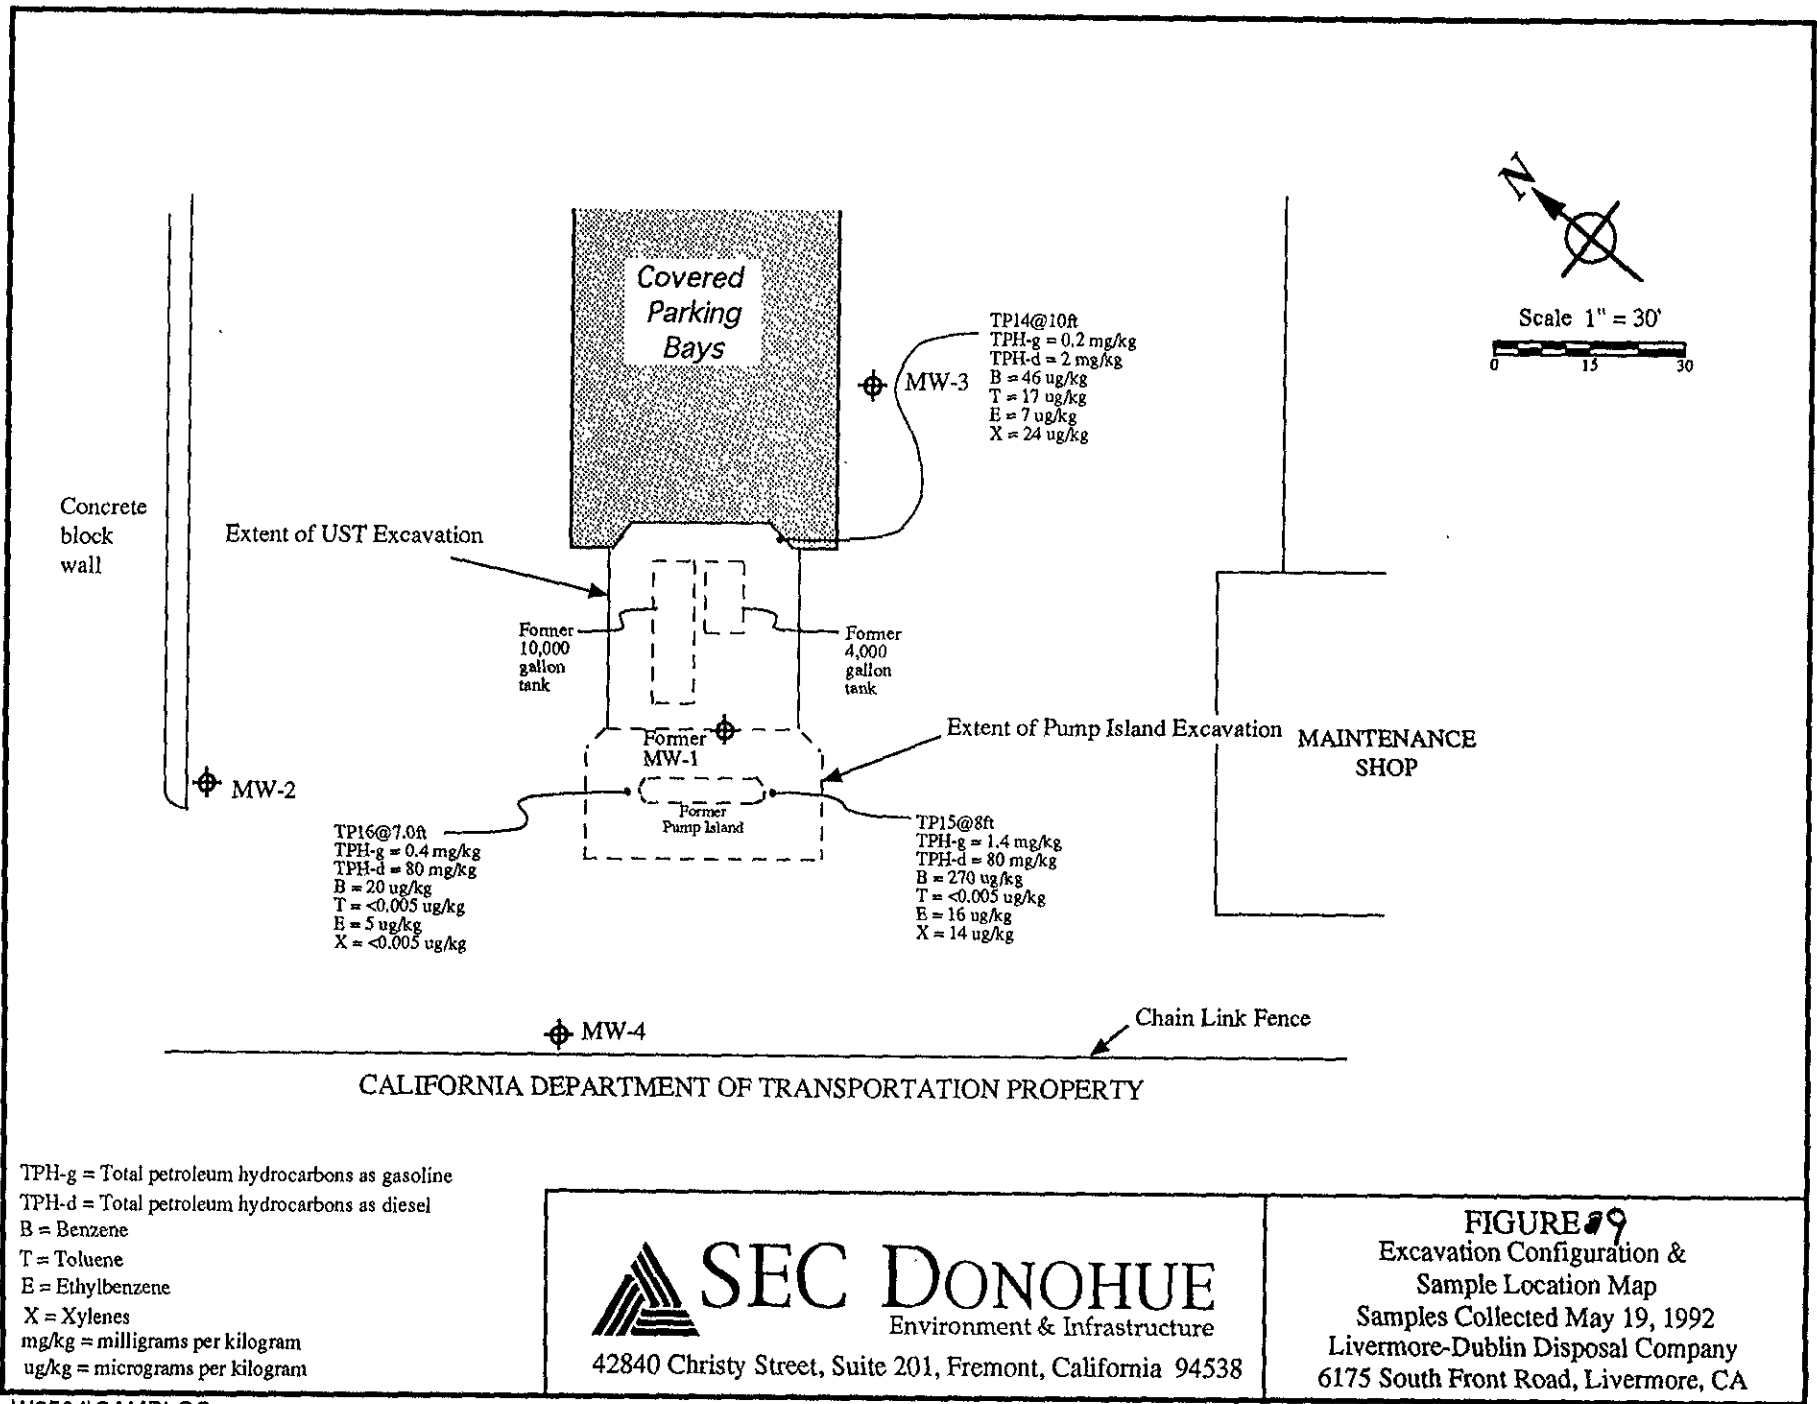 N
Scale 1" = 30'
0 15 30
Covered
Parking
Bays
TP14@10ft
TPH-g = 0.2 mg/kg
TPH-d = 2 mg/kg
B = 46 ug/kg
T = 17 ug/kg
E = 7 ug/kg
X = 24 ug/kg
MW-3
Concrete
block
wall
Extent of UST Excavation
Former
10,000
gallon
tank
Former
4,000
gallon
tank
Former
MW-1
Extent of Pump Island Excavation
MAINTENANCE
SHOP
MW-2
Former
Pump Island
TP16@7.0ft
TPH-g = 0.4 mg/kg
TPH-d = 80 mg/kg
B = 20 ug/kg
T = <0.005 ug/kg
E = 5 ug/kg
X = <0.005 ug/kg
TP15@8ft
TPH-g = 1.4 mg/kg
TPH-d = 80 mg/kg
B = 270 ug/kg
T = <0.005 ug/kg
E = 16 ug/kg
X = 14 ug/kg
MW-4
Chain Link Fence
CALIFORNIA DEPARTMENT OF TRANSPORTATION PROPERTY
TPH-g = Total petroleum hydrocarbons as gasoline
TPH-d = Total petroleum hydrocarbons as diesel
B = Benzene
T = Toluene
E = Ethylbenzene
X = Xylenes
mg/kg = milligrams per kilogram
ug/kg = micrograms per kilogram
SEC DONOHUE
Environment & Infrastructure
42840 Christy Street, Suite 201, Fremont, California 94538
FIGURE 9
Excavation Configuration &
Sample Location Map
Samples Collected May 19, 1992
Livermore-Dublin Disposal Company
6175 South Front Road, Livermore, CA